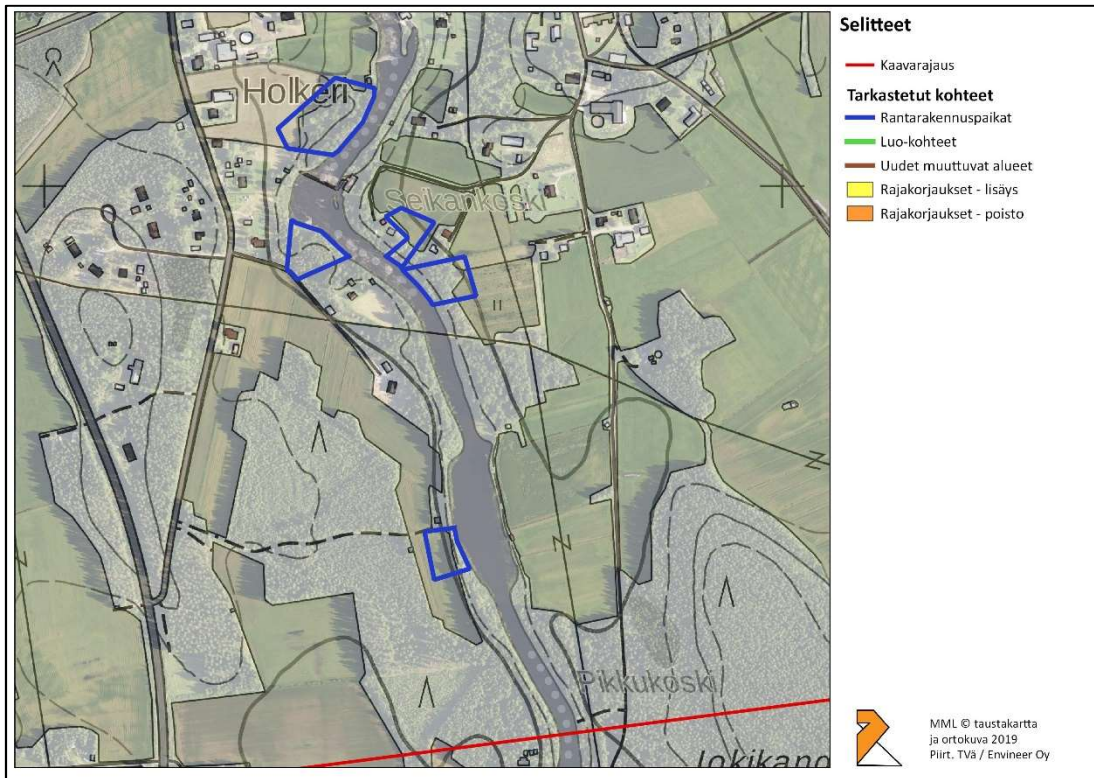 Holkeri
Seikankoski
II
Z
N
N
Pikkukoski
Jokikang
Selitteet
Kaavarajaus
Tarkastetut kohteet
Rantarakennuspaikat
Luo-kohteet
Uudet muuttuvat alueet
Rajakorjaukset - lisäys
Rajakorjaukset - poisto
MML © taustakartta
ja ortokuva 2019
Piirt. TVä / Envineer Oy